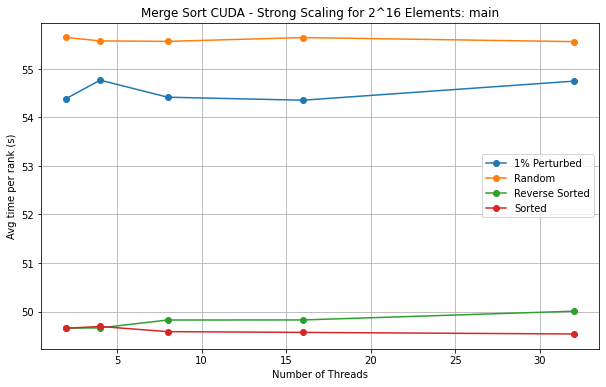 Merge Sort CUDA - Strong Scaling for 2^16 Elements: main
Avg time per rank (s)
55
54
53
52
51
50
1% Perturbed
Random
Reverse Sorted
Sorted
5
10
15
20
25
30
Number of Threads